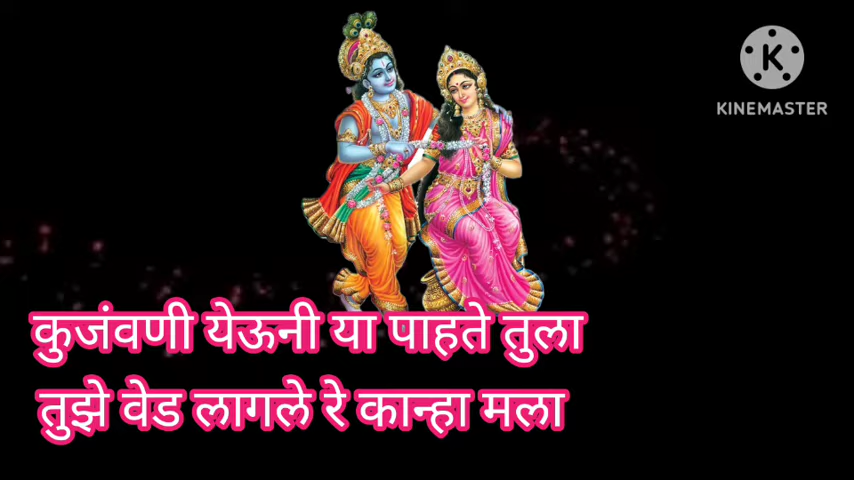 KINEMASTER
कुजंवणी येऊनी या पाहते तुला
तुझे वेड लागले रे कान्हा मला